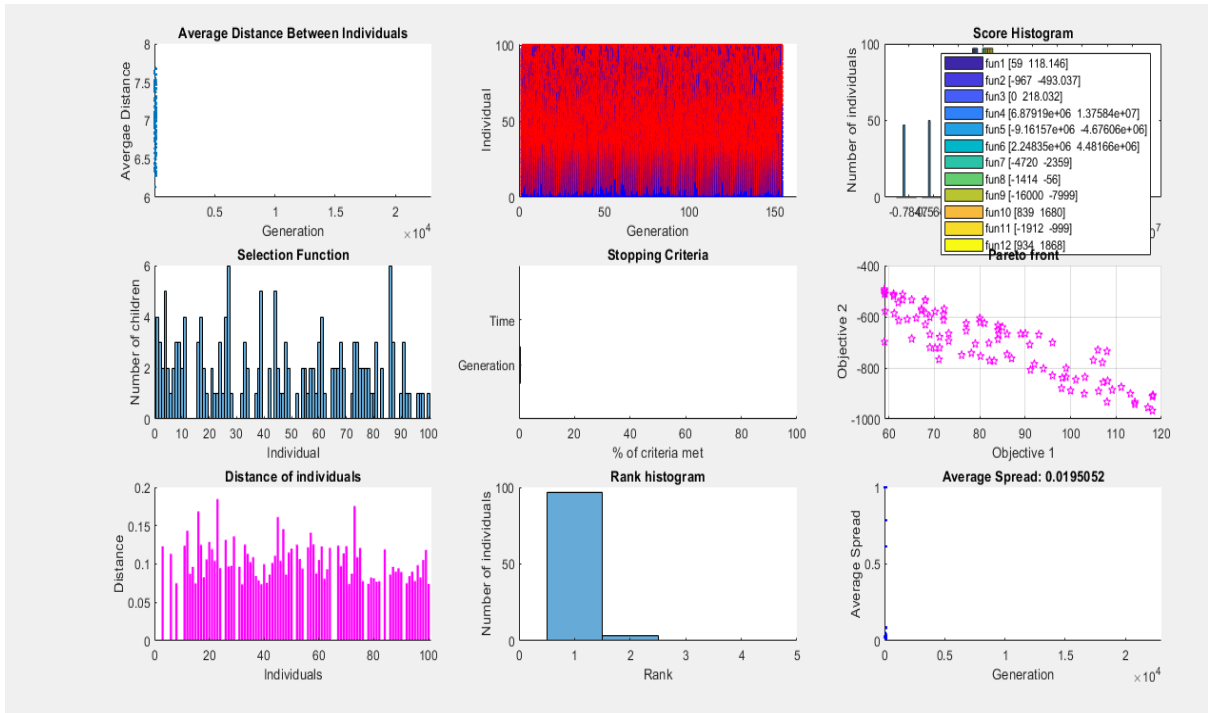 Average Distance Between Individuals
8
7.5
7
6.5
6
Avergae Distance
0.5 1 1.5 2
Generation
×10⁴
100
50
0
Individual
0 50 100 150
Generation
Score Histogram
100
50
0
Number of individuals
fun1 [59 118.146]
fun2 [-967 -493.037]
fun3 [0 218.032]
fun4 [6.87919e+06 1.37584e+07]
fun5 [-9.16157e+06 -4.67606e+06]
fun6 [2.24835e+06 4.48166e+06]
fun7 [-4720 -2359]
fun8 [-1414 -56]
fun9 [-16000 -7999]
fun10 [839 1680]
fun11 [-1912 -999]
fun12 [934 1868]
Selection Function
6
4
2
0
Number of children
0 10 20 30 40 50 60 70 80 90 100
Individual
Stopping Criteria
Time
Generation
0 20 40 60 80 100
% of criteria met
Pareto front
-400
-600
-800
-1000
Objective 2
60 70 80 90 100 110 120
Objective 1
Distance of individuals
0.2
0.15
0.1
0.05
0
Distance
0 20 40 60 80 100
Individuals
Rank histogram
100
50
0
Number of individuals
0 1 2 3 4 5
Rank
Average Spread: 0.0195052
1
0.5
0
Average Spread
0 0.5 1 1.5 2
Generation
×10⁴